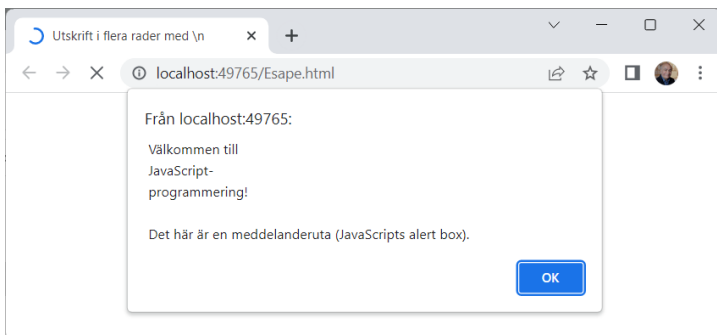 Utskrift i flera rader med \n
localhost:49765/Esape.html
Från localhost:49765:
Välkommen till
JavaScript-
programmering!
Det här är en meddelanderuta (JavaScripts alert box).
OK